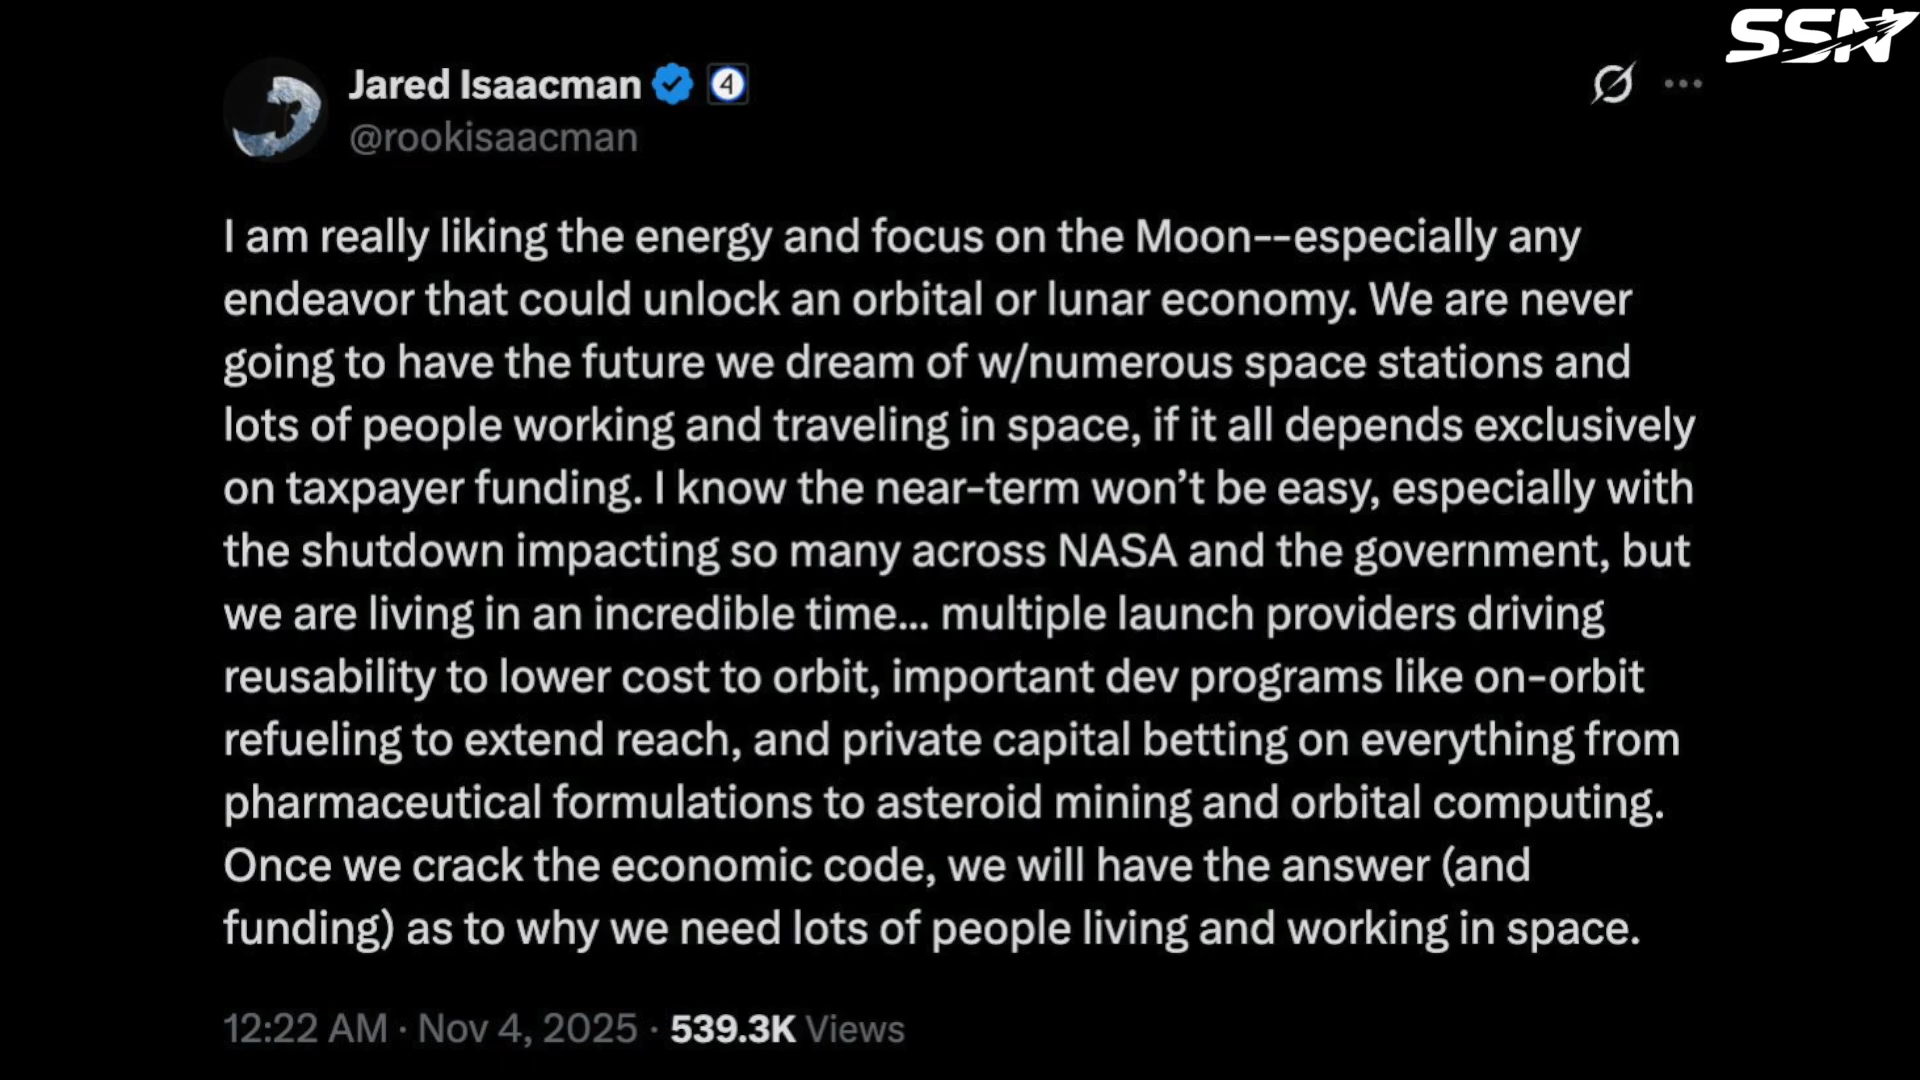 SSN
Jared Isaacman 4
@rookisaacman
I am really liking the energy and focus on the Moon--especially any
endeavor that could unlock an orbital or lunar economy. We are never
going to have the future we dream of w/numerous space stations and
lots of people working and traveling in space, if it all depends exclusively
on taxpayer funding. I know the near-term won’t be easy, especially with
the shutdown impacting so many across NASA and the government, but
we are living in an incredible time... multiple launch providers driving
reusability to lower cost to orbit, important dev programs like on-orbit
refueling to extend reach, and private capital betting on everything from
pharmaceutical formulations to asteroid mining and orbital computing.
Once we crack the economic code, we will have the answer (and
funding) as to why we need lots of people living and working in space.
12:22 AM · Nov 4, 2025 · 539.3K Views